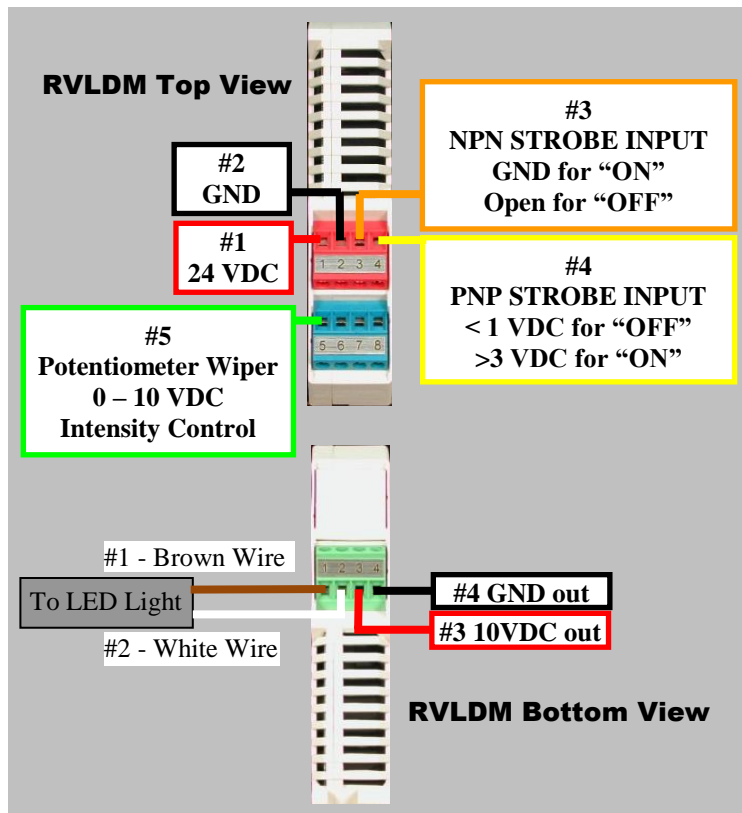 RVLDM Top View
#3
NPN STROBE INPUT
GND for “ON”
Open for “OFF”
#2
GND
#1
24 VDC
1 2 3 4
#4
PNP STROBE INPUT
< 1 VDC for “OFF”
>3 VDC for “ON”
#5
Potentiometer Wiper
0 – 10 VDC
Intensity Control
5 6 7 8
#1 - Brown Wire
1 2 3 4
To LED Light
#4 GND out
#3 10VDC out
#2 - White Wire
RVLDM Bottom View